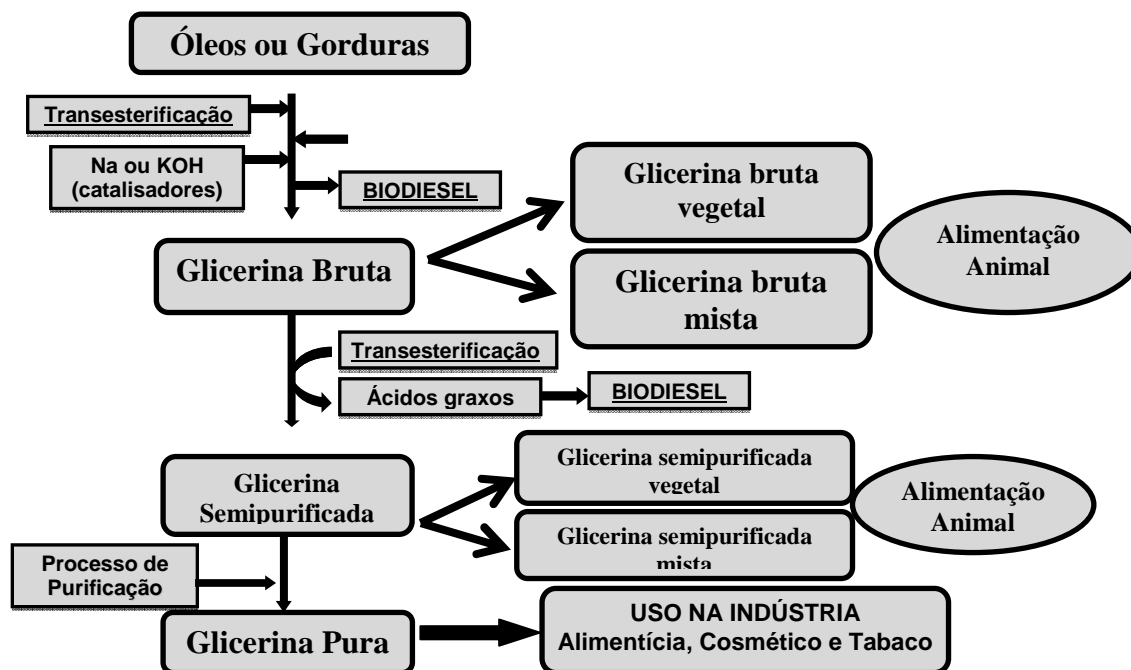 Óleos ou Gorduras
Transesterificação
Na ou KOH
(catalisadores)
BIODIESEL
Glicerina bruta
vegetal
Alimentação
Animal
Glicerina Bruta
Glicerina bruta
mista
Transesterificação
Ácidos graxos
BIODIESEL
Glicerina
Semipurificada
Glicerina semipurificada
vegetal
Alimentação
Animal
Glicerina semipurificada
mista
Processo de
Purificação
Glicerina Pura
USO NA INDÚSTRIA
Alimentícia, Cosmético e Tabaco